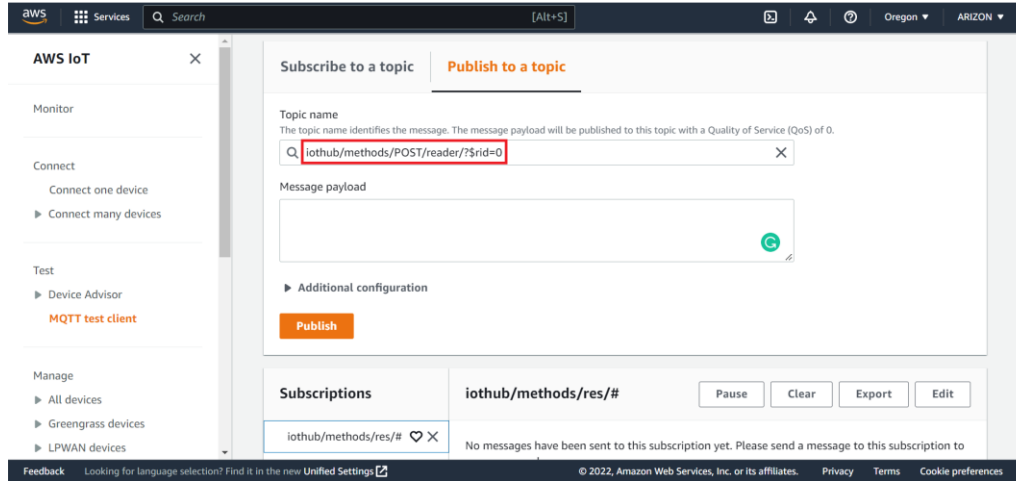 aws Services Search [Alt+S] Oregon ▼ ARIZON ▼
AWS IoT
Monitor
Connect
Connect one device
Connect many devices
Test
Device Advisor
MQTT test client
Manage
All devices
Greengrass devices
LPWAN devices
Subscribe to a topic
Publish to a topic
Topic name
The topic name identifies the message. The message payload will be published to this topic with a Quality of Service (QoS) of 0.
iothub/methods/POST/reader/?$rid=0
Message payload
Additional configuration
Publish
Subscriptions
iothub/methods/res/#
iothub/methods/res/#
Pause
Clear
Export
Edit
No messages have been sent to this subscription yet. Please send a message to this subscription to
Feedback Looking for language selection? Find it in the new Unified Settings © 2022, Amazon Web Services, Inc. or its affiliates. Privacy Terms Cookie preferences